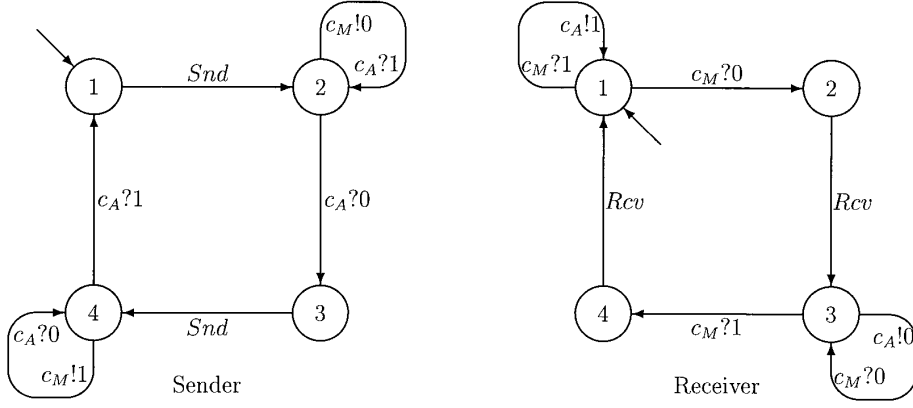 c_M!0
c_A?1
1
Snd
2
c_A?1
c_A?0
4
Snd
3
c_A?0
c_M!1
Sender
c_A!1
c_M?1
1
c_M?0
2
Rcv
Rcv
4
c_M?1
3
c_A!0
c_M?0
Receiver